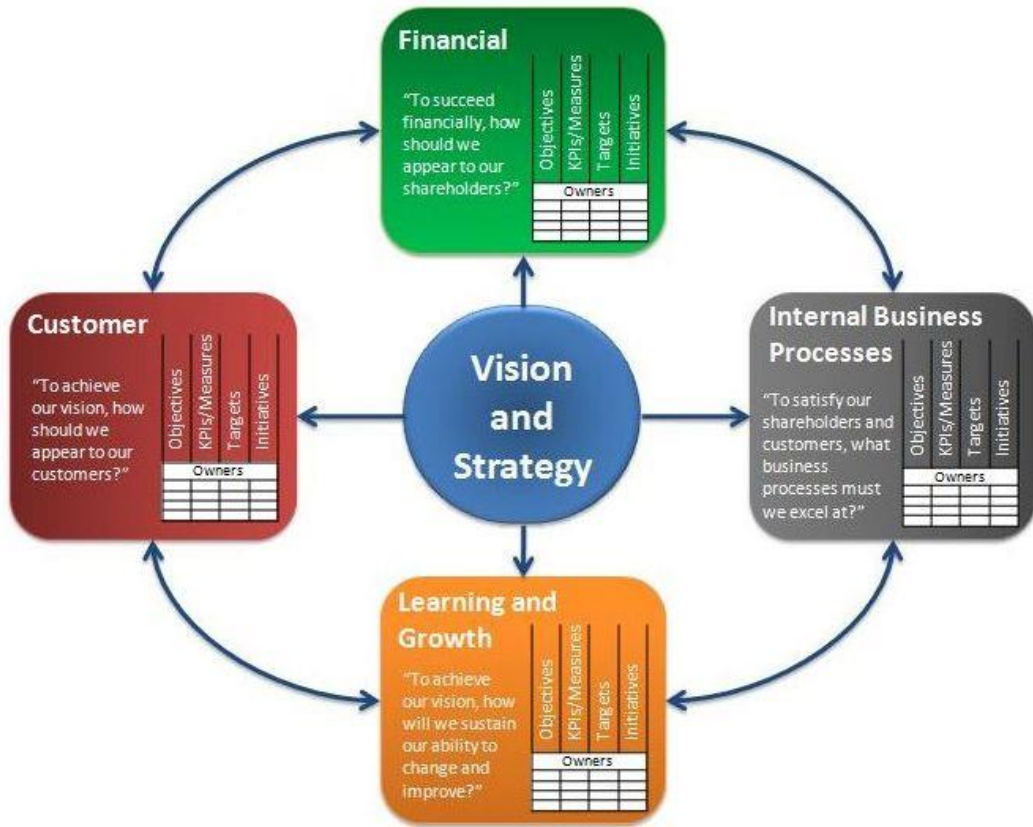 Financial
“To succeed
financially, how
should we
appear to our
shareholders?”
Objectives
KPIs/Measures
Targets
Initiatives
Owners
Customer
“To achieve
our vision, how
should we
appear to our
customers?”
Objectives
KPIs/Measures
Targets
Initiatives
Owners
Vision
and
Strategy
Internal Business
Processes
“To satisfy our
shareholders and
customers, what
business
processes must
we excel at?”
Objectives
KPIs/Measures
Targets
Initiatives
Owners
Learning and
Growth
“To achieve
our vision, how
will we sustain
our ability to
change and
improve?”
Objectives
KPIs/Measures
Targets
Initiatives
Owners